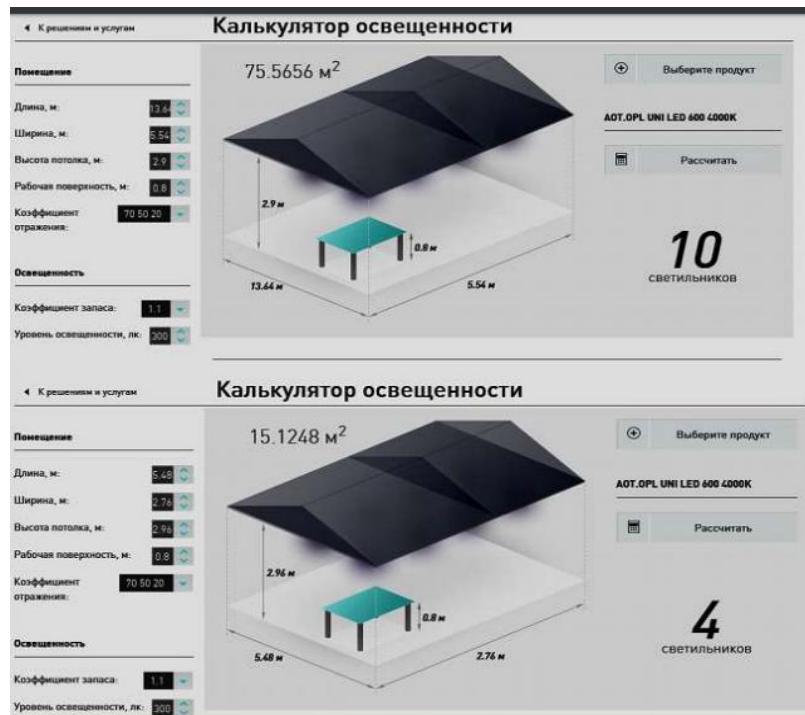 К решениям и услугам
Калькулятор освещенности
Помещение
Длина, м: 13.64
Ширина, м: 5.54
Высота потолка, м: 2.9
Рабочая поверхность, м: 0.8
Коэффициент отражения: 70 50 20
Освещенность
Коэффициент запаса: 1.1
Уровень освещенности, лк: 300
75.5656 м²
2.9 м
0.8 м
13.64 м
5.54 м
Выберите продукт
AOT.OPL UNI LED 600 4000K
Рассчитать
10
светильников
К решениям и услугам
Калькулятор освещенности
Помещение
Длина, м: 5.48
Ширина, м: 2.76
Высота потолка, м: 2.96
Рабочая поверхность, м: 0.8
Коэффициент отражения: 70 50 20
Освещенность
Коэффициент запаса: 1.1
Уровень освещенности, лк: 300
15.1248 м²
2.96 м
0.8 м
5.48 м
2.76 м
Выберите продукт
AOT.OPL UNI LED 600 4000K
Рассчитать
4
светильников